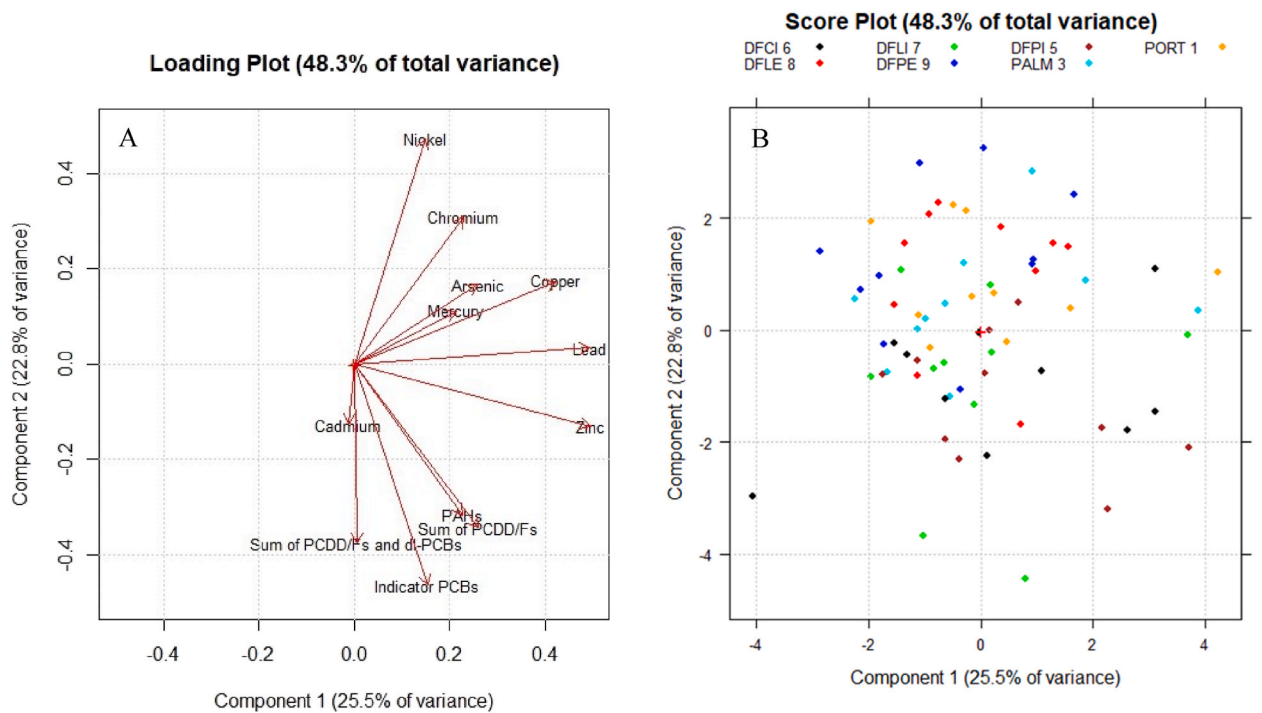 Loading Plot (48.3% of total variance)
A
Nickel
Chromium
Arsenic
Copper
Mercury
Lead
Cadmium
Zinc
PAHs
Sum of PCDD/Fs
Sum of PCDD/Fs and dl-PCBs
Indicator PCBs
0.4
0.2
0.0
-0.2
-0.4
Component 2 (22.8% of variance)
-0.4 -0.2 0.0 0.2 0.4
Component 1 (25.5% of variance)
Score Plot (48.3% of total variance)
DFCI 6 DFLI 7 DFPI 5 PORT 1
DFLE 8 DFPE 9 PALM 3
B
2
0
-2
-4
Component 2 (22.8% of variance)
-4 -2 0 2 4
Component 1 (25.5% of variance)